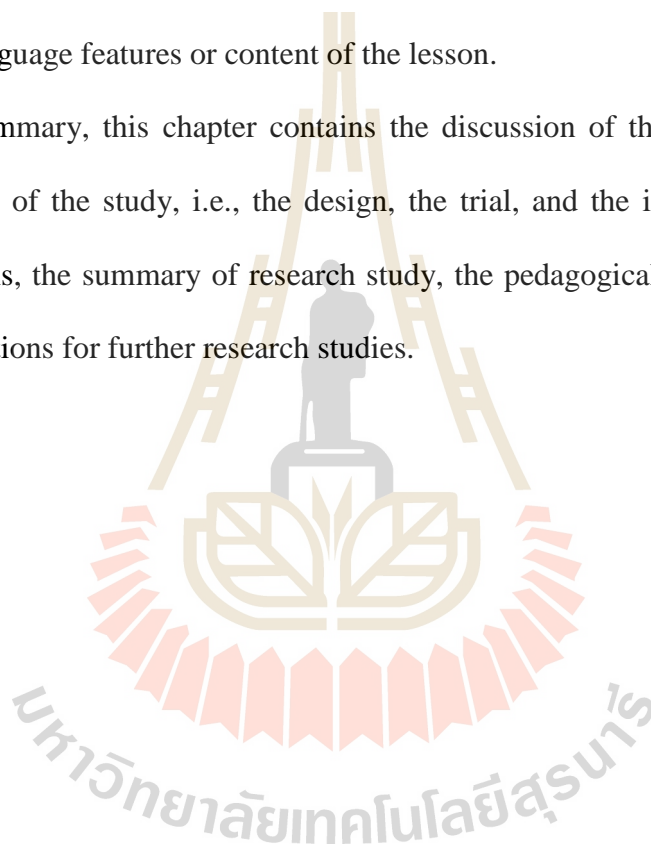 guage features or content of the lesson.
mmary, this chapter contains the discussion of th
of the study, i.e., the design, the trial, and the i
s, the summary of research study, the pedagogical
tions for further research studies.
มหาวิทยาลัยเทคโนโลยีสุรนารี